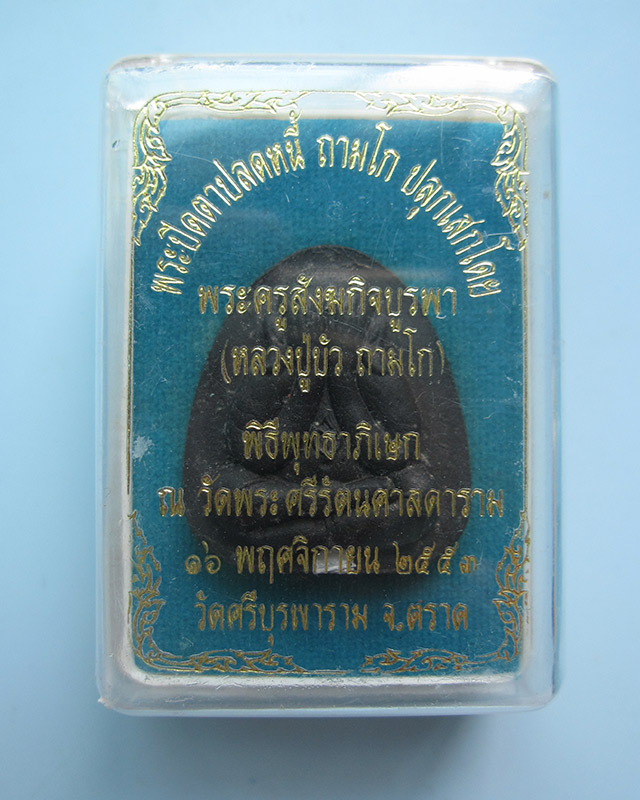 พระปิดตาปลดหนี้ ถามโก ปลุกเสกโดย
พระครูสังฆกิจบูรพา
(หลวงปู่บัว ถามโก)
พิธีพุทธาภิเษก
ณ วัดพระศรีรัตนศาสดาราม
๑๖ พฤศจิกายน ๒๕๕๓
วัดศรีบุรพาราม จ.ตราด